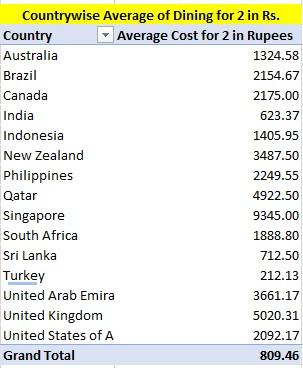 Countrywise Average of Dining for 2 in Rs.
Country Average Cost for 2 in Rupees
Australia 1324.58
Brazil 2154.67
Canada 2175.00
India 623.37
Indonesia 1405.95
New Zealand 3487.50
Philippines 2249.55
Qatar 4922.50
Singapore 9345.00
South Africa 1888.80
Sri Lanka 712.50
Turkey 212.13
United Arab Emira 3661.17
United Kingdom 5020.31
United States of A 2092.17
Grand Total 809.46